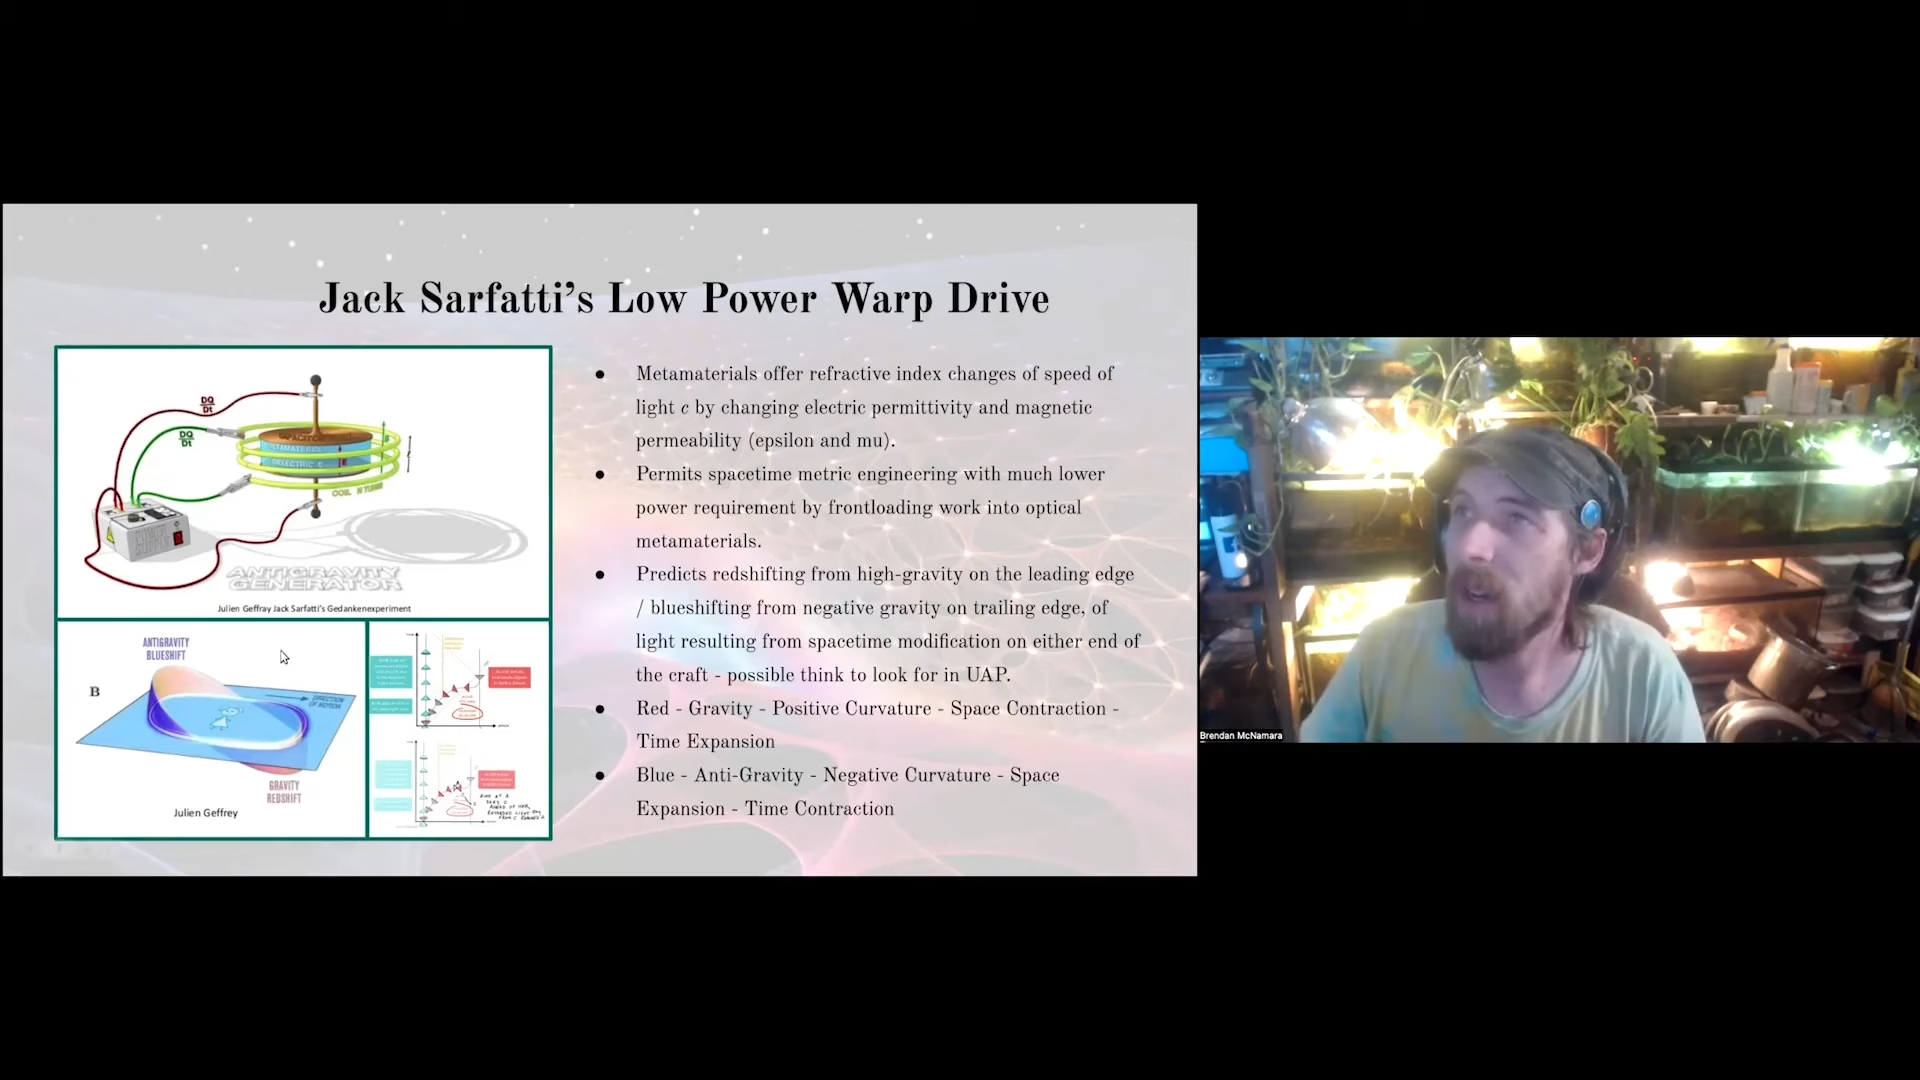 Jack Sarfatti's Low Power Warp Drive
DQ
Dt
DQ
Dt
DIELECTRIC Ɛ
ANTIGRAVITY
GENERATOR
Julien Geffray Jack Sarfatti's Gedankenexperiment
ANTIGRAVITY
BLUESHIFT
B
DIRECTION
OF MOTION
GRAVITY
REDSHIFT
Julien Geffrey
● Metamaterials offer refractive index changes of speed of
light c by changing electric permittivity and magnetic
permeability (epsilon and mu).
● Permits spacetime metric engineering with much lower
power requirement by frontloading work into optical
metamaterials.
● Predicts redshifting from high-gravity on the leading edge
/ blueshifting from negative gravity on trailing edge, of
light resulting from spacetime modification on either end of
the craft - possible think to look for in UAP.
● Red - Gravity - Positive Curvature - Space Contraction -
Time Expansion
● Blue - Anti-Gravity - Negative Curvature - Space
Expansion - Time Contraction
Brendan McNamara